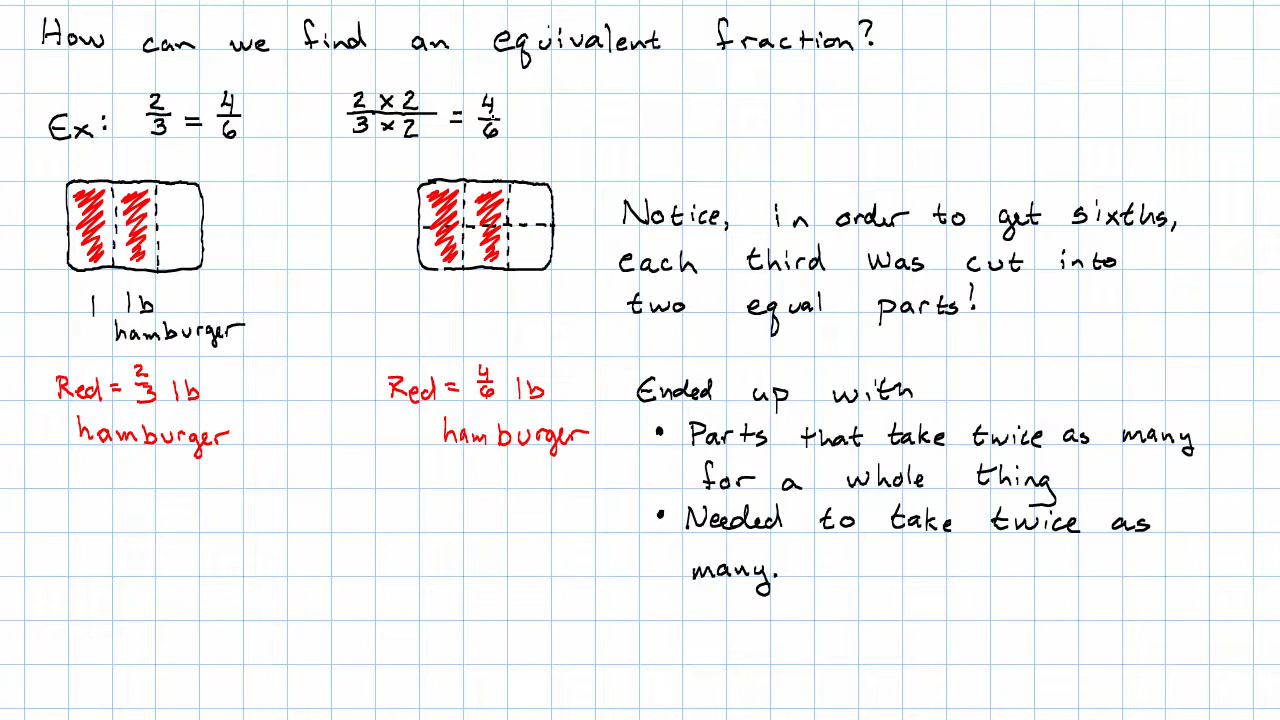 How can we find an equivalent fraction?
Ex: 2/3 = 4/6
2 x 2 / 3 x 2 = 4/6
1 lb
hamburger
Red = 2/3 lb
hamburger
Red = 4/6 lb
hamburger
Notice, in order to get sixths,
each third was cut into
two equal parts!
Ended up with
• Parts that take twice as many
for a whole thing
• Needed to take twice as
many.